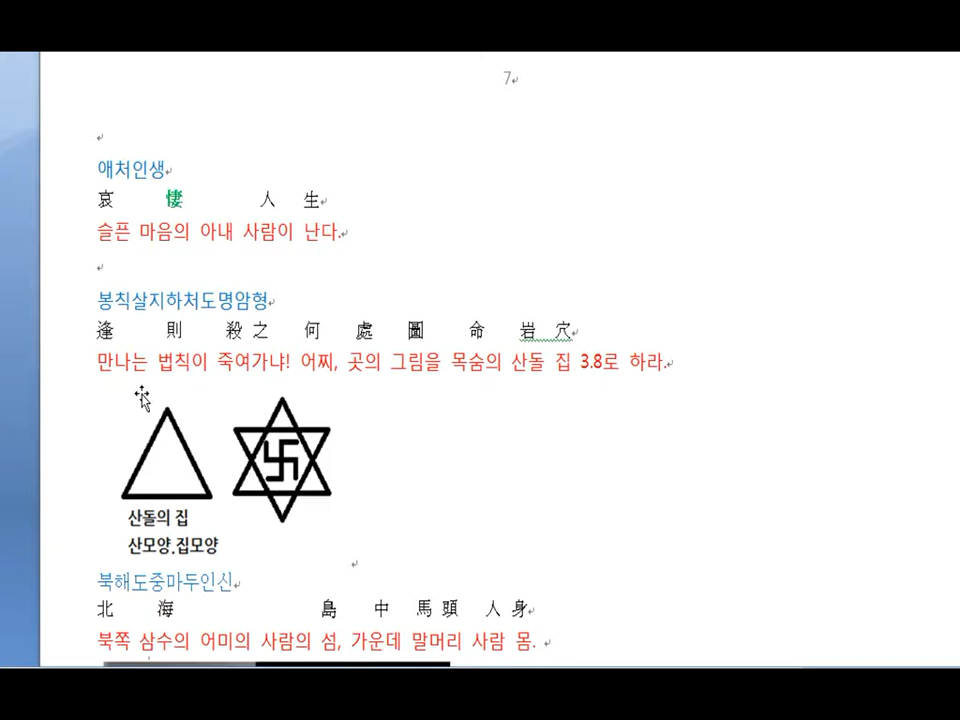 7
애처인생
哀 悽 人 生
슬픈 마음의 아내 사람이 난다.
봉칙살지하처도명암형
逢 則 殺 之 何 處 圖 命 岩 穴
만나는 법칙이 죽여가냐! 어찌, 곳의 그림을 목숨의 산돌 집 3.8로 하라.
산돌의 집
산모양.집모양
북해도중마두인신
北 海 島 中 馬 頭 人 身
북쪽 삼수의 어미의 사람의 섬, 가운데 말머리 사람 몸.